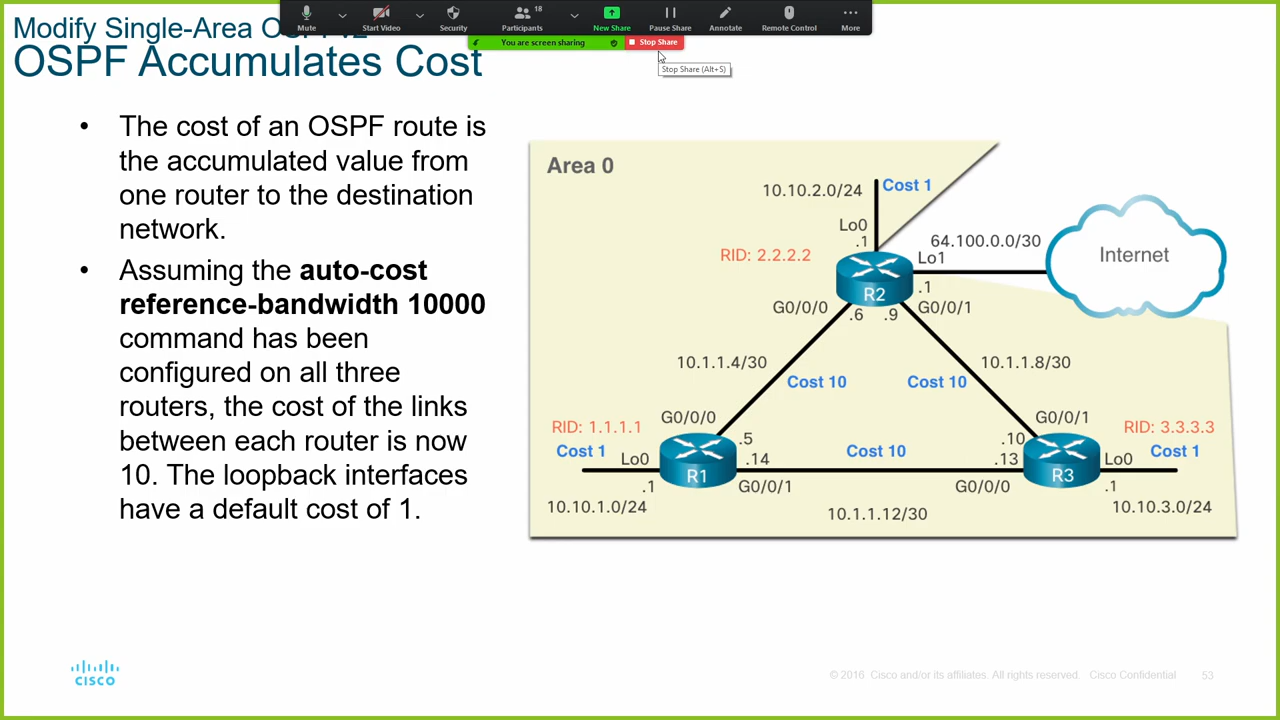 Modify Single-Area
OSPF Accumulates Cost
Mute
Start Video
Security
18
Participants
New Share
Pause Share
Annotate
Remote Control
More
You are screen sharing
Stop Share
Stop Share (Alt+S)
• The cost of an OSPF route is
the accumulated value from
one router to the destination
network.
• Assuming the auto-cost
reference-bandwidth 10000
command has been
configured on all three
routers, the cost of the links
between each router is now
10. The loopback interfaces
have a default cost of 1.
Area 0
10.10.2.0/24
Cost 1
Lo0
.1
64.100.0.0/30
Internet
RID: 2.2.2.2
Lo1
R2
.1
G0/0/0
.6
.9
G0/0/1
10.1.1.4/30
10.1.1.8/30
Cost 10
Cost 10
G0/0/0
G0/0/1
RID: 1.1.1.1
RID: 3.3.3.3
.5
.10
Cost 1
Cost 10
Cost 1
Lo0
.14
.13
Lo0
R1
R3
.1
G0/0/1
G0/0/0
.1
10.10.1.0/24
10.1.1.12/30
10.10.3.0/24
CISCO
© 2016 Cisco and/or its affiliates. All rights reserved. Cisco Confidential
53